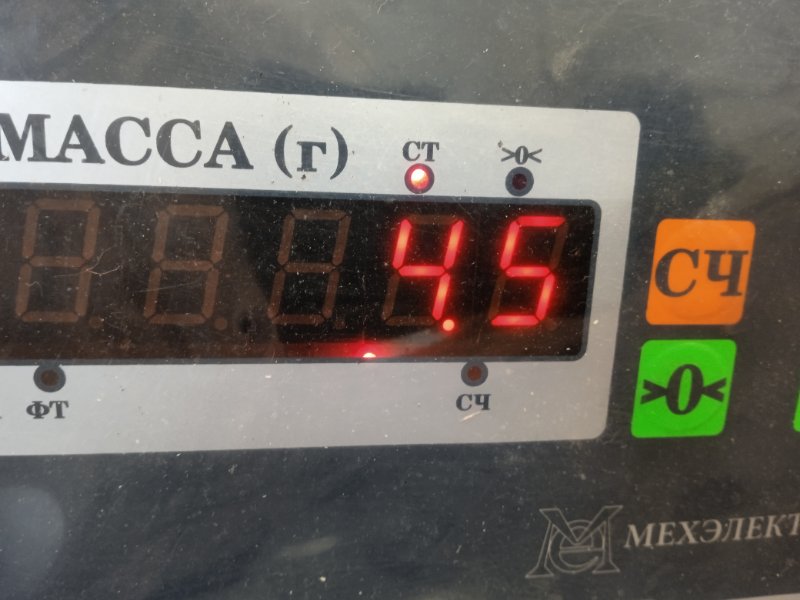 МАССА (г)
СТ >0<
4.5
СЧ
>0<
ФТ СЧ
МЕХЭЛЕКТ